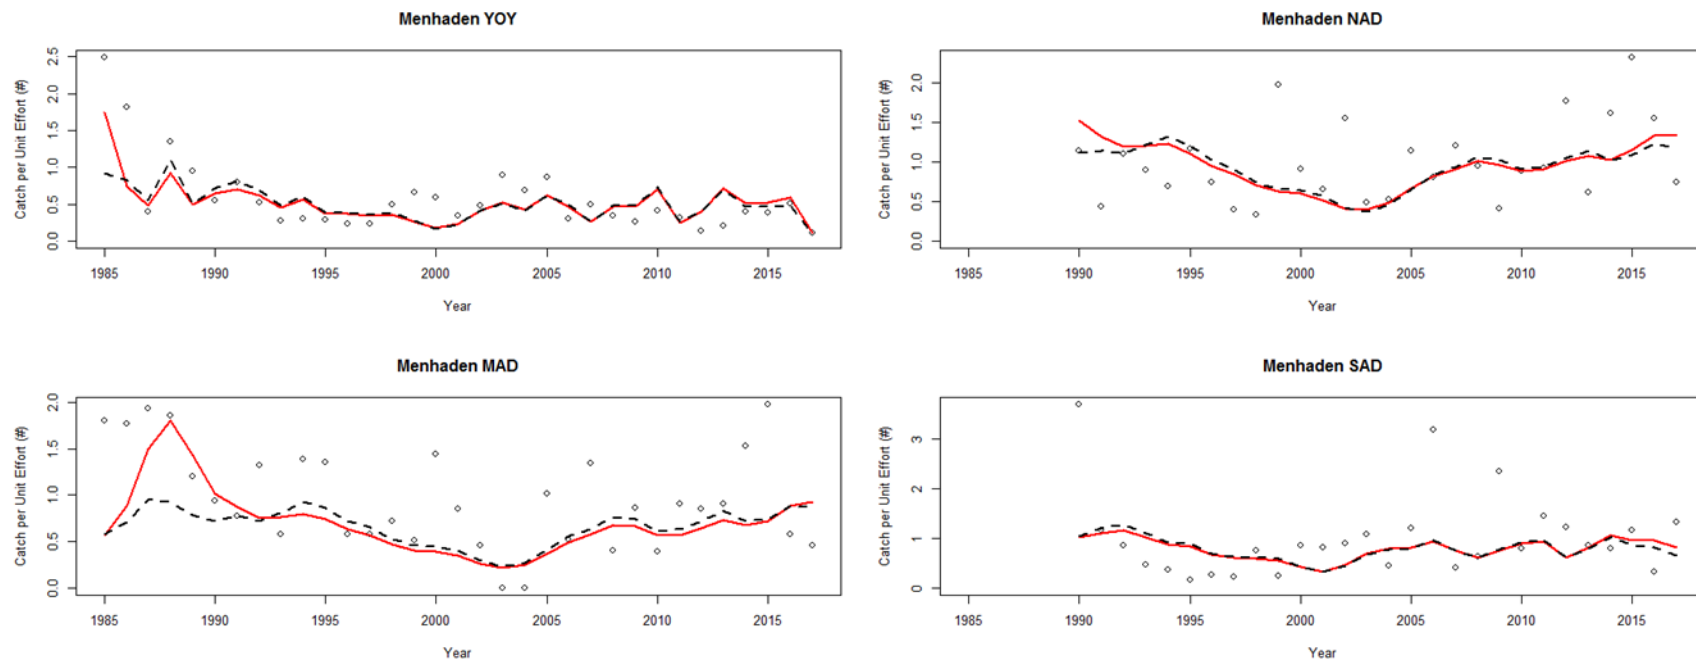 Menhaden YOY
Catch per Unit Effort (#)
0.0 0.5 1.0 1.5 2.0 2.5
1985 1990 1995 2000 2005 2010 2015
Year
Menhaden NAD
Catch per Unit Effort (#)
0.0 0.5 1.0 1.5 2.0
1985 1990 1995 2000 2005 2010 2015
Year
Menhaden MAD
Catch per Unit Effort (#)
0.0 0.5 1.0 1.5 2.0
1985 1990 1995 2000 2005 2010 2015
Year
Menhaden SAD
Catch per Unit Effort (#)
0 1 2 3
1985 1990 1995 2000 2005 2010 2015
Year